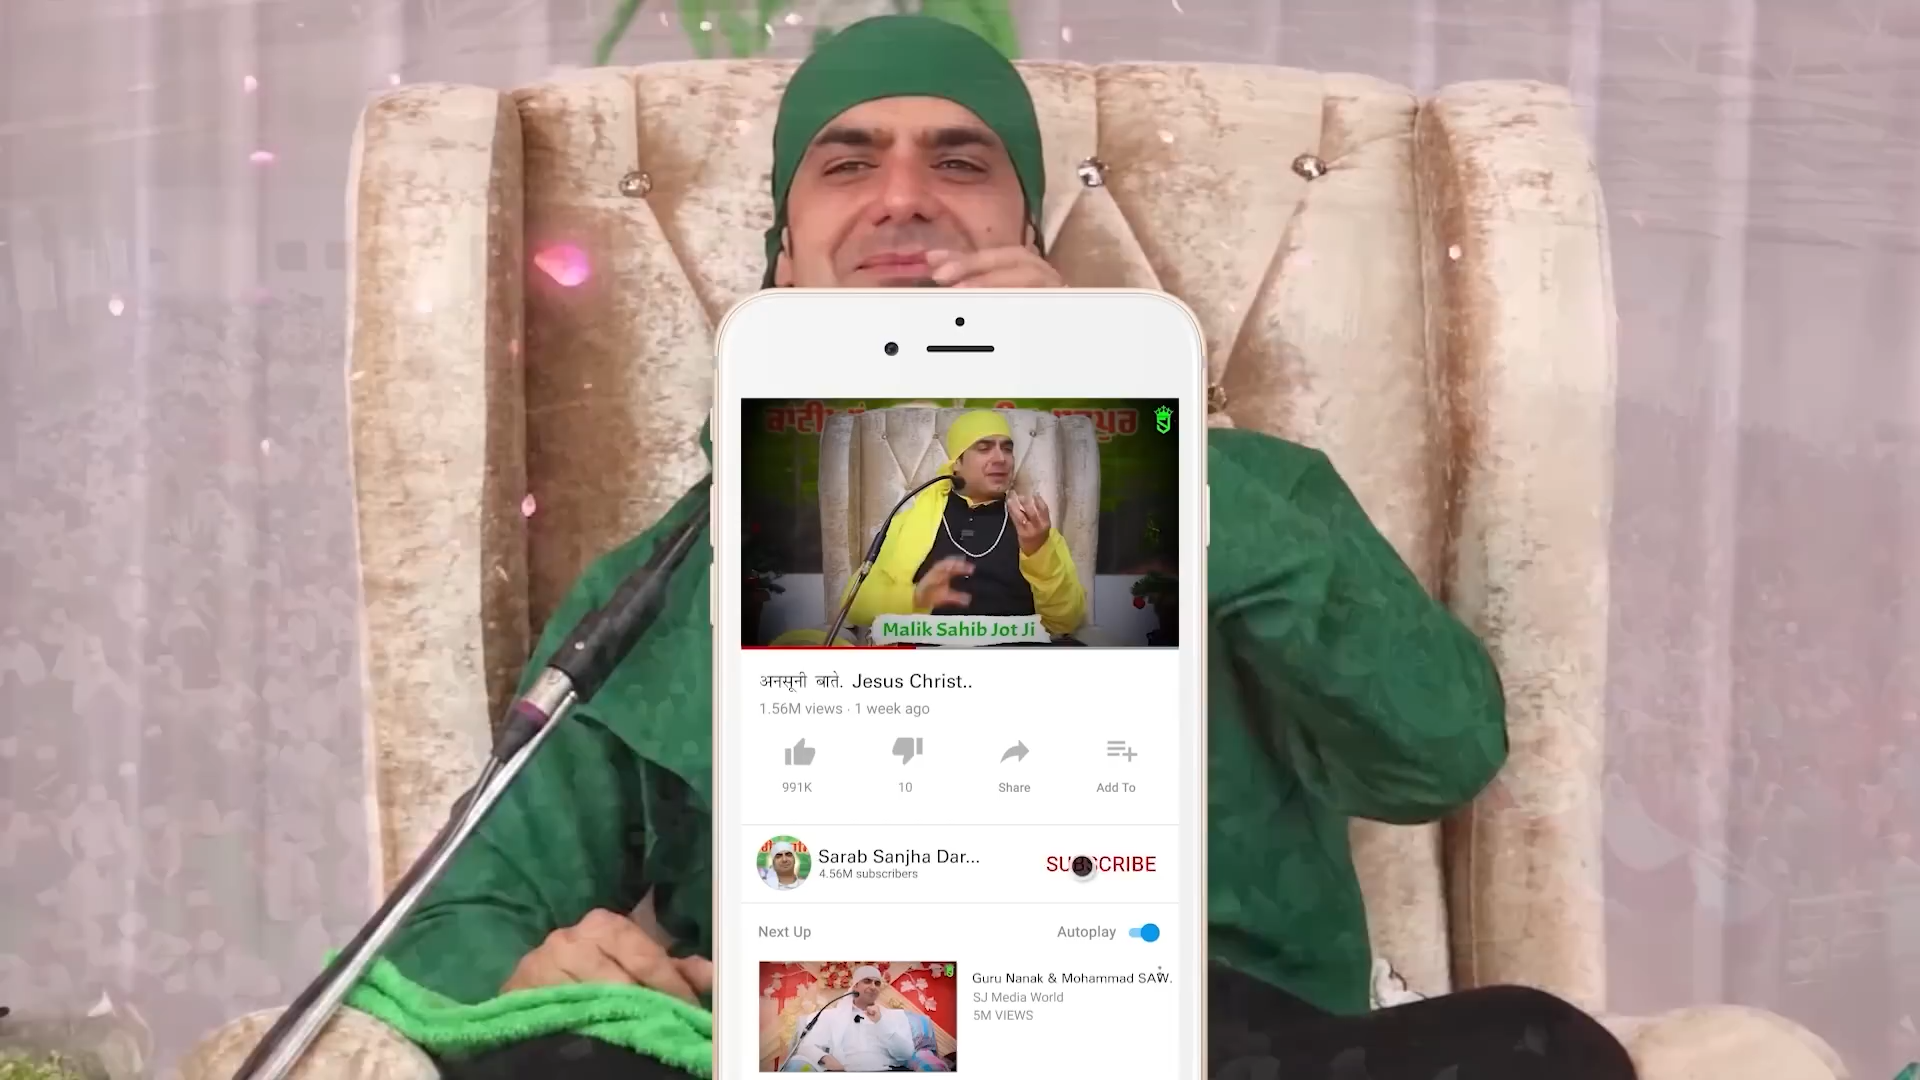 Malik Sahib Jot Ji
अनसूनी बाते. Jesus Christ..
1.56M views · 1 week ago
991K
10
Share
Add To
Sarab Sanjha Dar...
4.56M subscribers
SUBSCRIBE
Next Up
Autoplay
Guru Nanak & Mohammad SAW.
SJ Media World
5M VIEWS